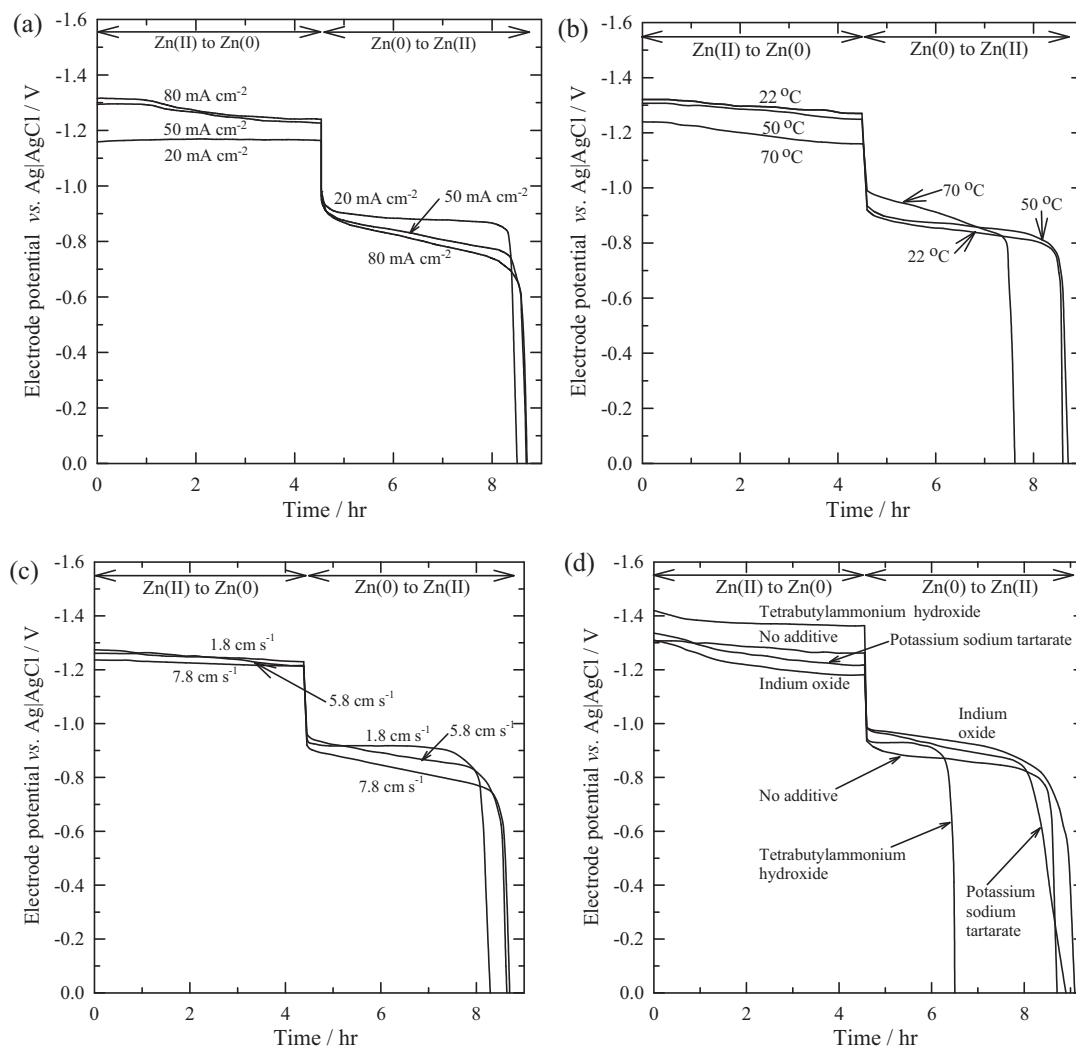 (a)
Electrode potential vs. Ag|AgCl / V
-1.6
-1.4
-1.2
-1.0
-0.8
-0.6
-0.4
-0.2
0.0
Zn(II) to Zn(0)
Zn(0) to Zn(II)
80 mA cm⁻²
50 mA cm⁻²
20 mA cm⁻²
20 mA cm⁻²
50 mA cm⁻²
80 mA cm⁻²
0 2 4 6 8
Time / hr
(b)
Electrode potential vs. Ag|AgCl / V
-1.6
-1.4
-1.2
-1.0
-0.8
-0.6
-0.4
-0.2
0.0
Zn(II) to Zn(0)
Zn(0) to Zn(II)
22 °C
50 °C
70 °C
70 °C
50 °C
22 °C
0 2 4 6 8
Time / hr
(c)
Electrode potential vs. Ag|AgCl / V
-1.6
-1.4
-1.2
-1.0
-0.8
-0.6
-0.4
-0.2
0.0
Zn(II) to Zn(0)
Zn(0) to Zn(II)
1.8 cm s⁻¹
7.8 cm s⁻¹
5.8 cm s⁻¹
1.8 cm s⁻¹
5.8 cm s⁻¹
7.8 cm s⁻¹
0 2 4 6 8
Time / hr
(d)
Electrode potential vs. Ag|AgCl / V
-1.6
-1.4
-1.2
-1.0
-0.8
-0.6
-0.4
-0.2
0.0
Zn(II) to Zn(0)
Zn(0) to Zn(II)
Tetrabutylammonium hydroxide
No additive
Potassium sodium tartarate
Indium oxide
Indium
oxide
No additive
Tetrabutylammonium
hydroxide
Potassium
sodium
tartarate
0 2 4 6 8
Time / hr